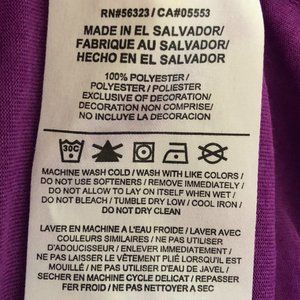 RN#56323 / CA#05553
MADE IN EL SALVADOR/
FABRIQUE AU SALVADOR/
HECHO EN EL SALVADOR
100% POLYESTER/
POLYESTER / POLIESTER
EXCLUSIVE OF DECORATION/
DECORATION NON COMPRISE/
NO INCLUYE LA DECORACION
30C
MACHINE WASH COLD / WASH WITH LIKE COLORS/
DO NOT USE SOFTENERS / REMOVE IMMEDIATELY /
DO NOT ALLOW TO LAY ON ITSELF WHEN WET /
DO NOT BLEACH / TUMBLE DRY LOW / COOL IRON /
DO NOT DRY CLEAN
LAVER EN MACHINE A L'EAU FROIDE / LAVER AVEC
COULEURS SIMILAIRES / NE PAS UTILISER
D'ADOUCISSEUR / ENLEVER IMMEDIATEMENT /
NE PAS LAISSER LE VÊTEMENT PLIÉ LORSQU'IL EST
MOUILLÉ / NE PAS UTILISER D'EAU DE JAVEL /
SECHER EN MACHINE CYCLE DELICAT / REPASSER
FER FROID / NE PAS NETTOYER A SEC